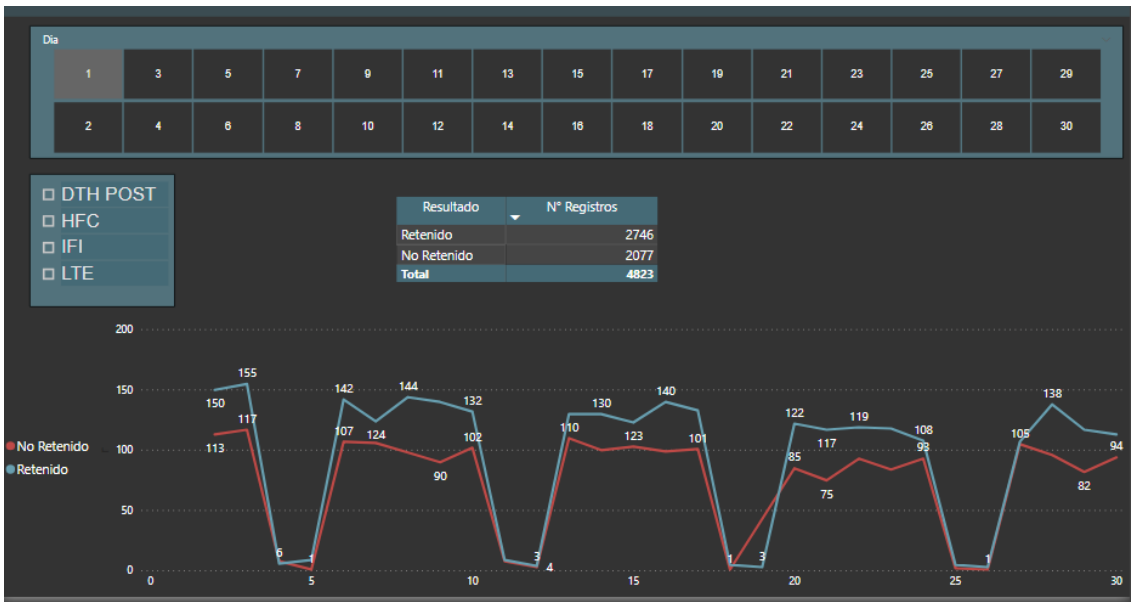 Dia
1 3 5 7 9 11 13 15 17 19 21 23 25 27 29
2 4 6 8 10 12 14 16 18 20 22 24 26 28 30
DTH POST
HFC
IFI
LTE
Resultado N° Registros
Retenido 2746
No Retenido 2077
Total 4823
200
155
150 142 144 132 130 140 138
150
117 107 124 102 110 123 101 122 119 108 105
No Retenido
113 100 117 93 94
Retenido
90 85 75 82
50
6 1 3 4 1 3 1
0
0 5 10 15 20 25 30